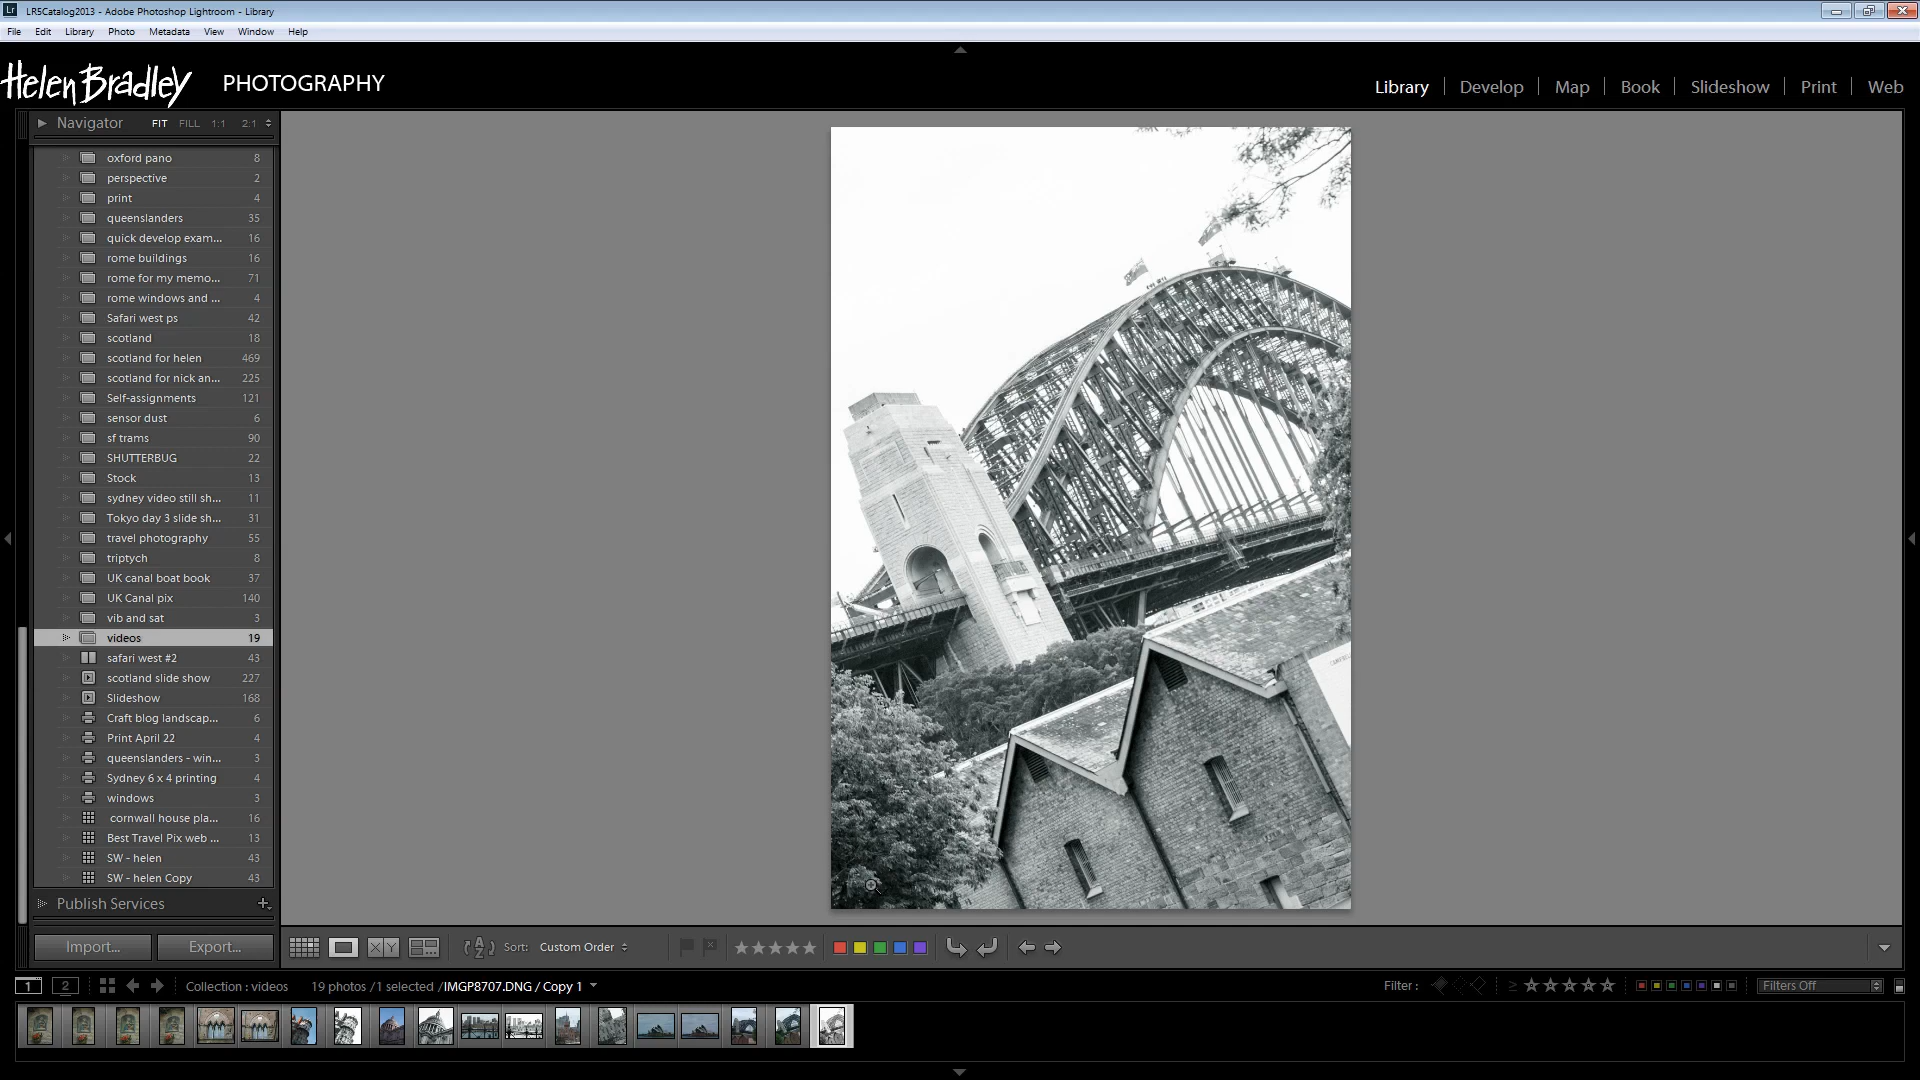 LR5Catalog2013 - Adobe Photoshop Lightroom - Library
File Edit Library Photo Metadata View Window Help
Helen Bradley PHOTOGRAPHY
Library Develop Map Book Slideshow Print Web
Navigator FIT FILL 1:1 2:1
oxford pano 8
perspective 2
print 4
queenslanders 35
quick develop exam... 16
rome buildings 16
rome for my memo... 71
rome windows and ... 4
Safari west ps 42
scotland 18
scotland for helen 469
scotland for nick an... 225
Self-assignments 121
sensor dust 6
sf trams 90
SHUTTERBUG 22
Stock 13
sydney video still sh... 11
Tokyo day 3 slide sh... 31
travel photography 55
triptych 8
UK canal boat book 37
UK Canal pix 140
vib and sat 3
videos 19
safari west #2 43
scotland slide show 227
Slideshow 168
Craft blog landscap... 6
Print April 22 4
queenslanders - win... 3
Sydney 6 x 4 printing 4
windows 3
cornwall house pla... 16
Best Travel Pix web ... 13
SW - helen 43
SW - helen Copy 43
Publish Services
Import... Export... XY Sort: Custom Order
1 2 Collection : videos 19 photos /1 selected /IMGP8707.DNG / Copy 1 Filter : Filters Off